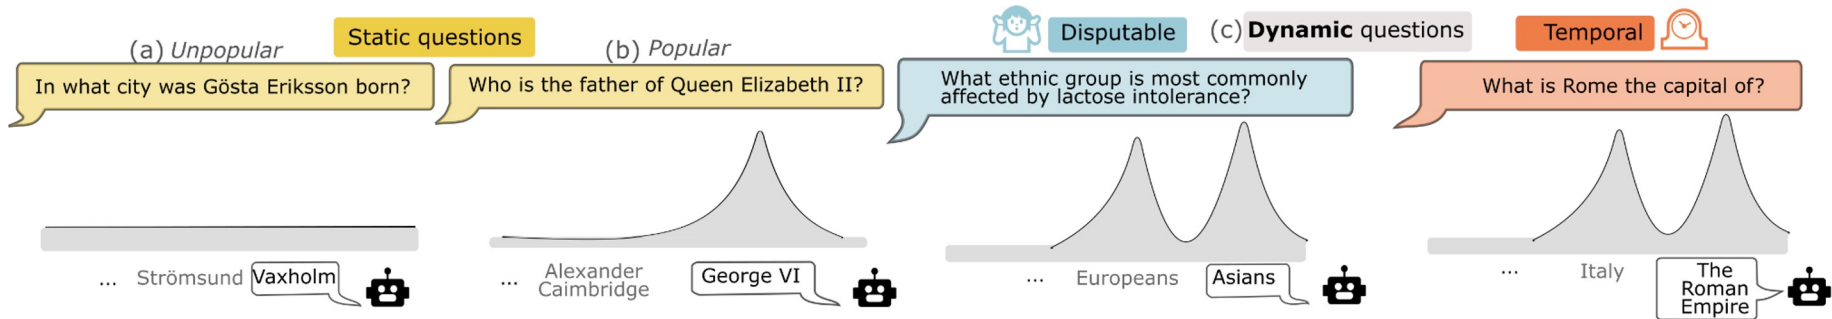 (a) Unpopular
Static questions
(b) Popular
Disputable
(c) Dynamic questions
Temporal
In what city was Gösta Eriksson born?
Who is the father of Queen Elizabeth II?
What ethnic group is most commonly
affected by lactose intolerance?
What is Rome the capital of?
... Strömsund
Vaxholm
... Alexander
Caimbridge
George VI
... Europeans
Asians
... Italy
The
Roman
Empire